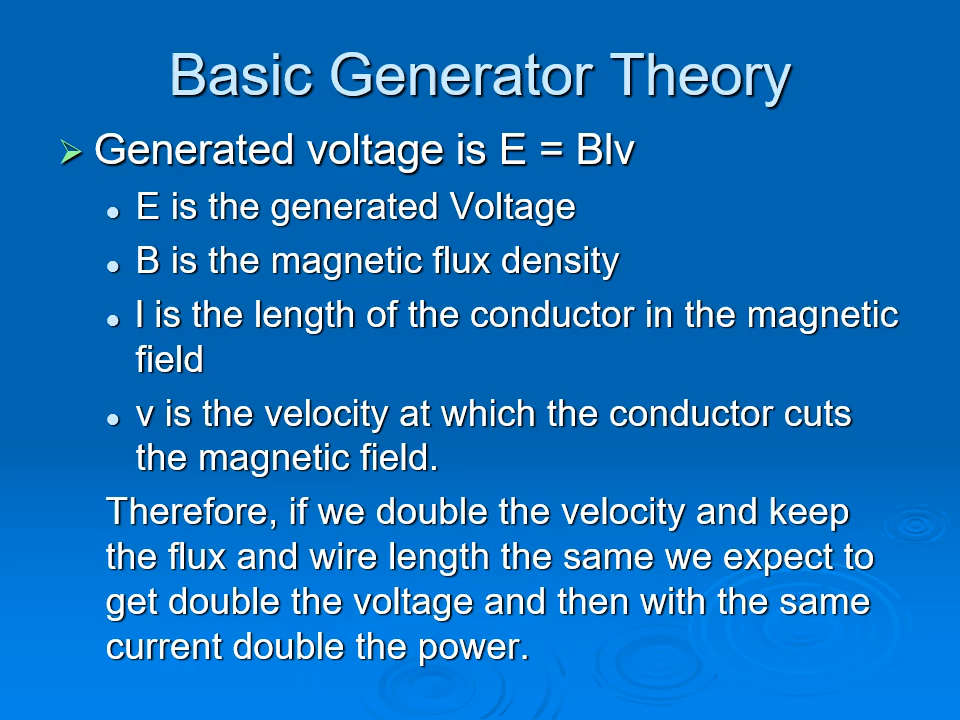 Basic Generator Theory
Generated voltage is E = Blv
E is the generated Voltage
B is the magnetic flux density
l is the length of the conductor in the magnetic
field
v is the velocity at which the conductor cuts
the magnetic field.
Therefore, if we double the velocity and keep
the flux and wire length the same we expect to
get double the voltage and then with the same
current double the power.